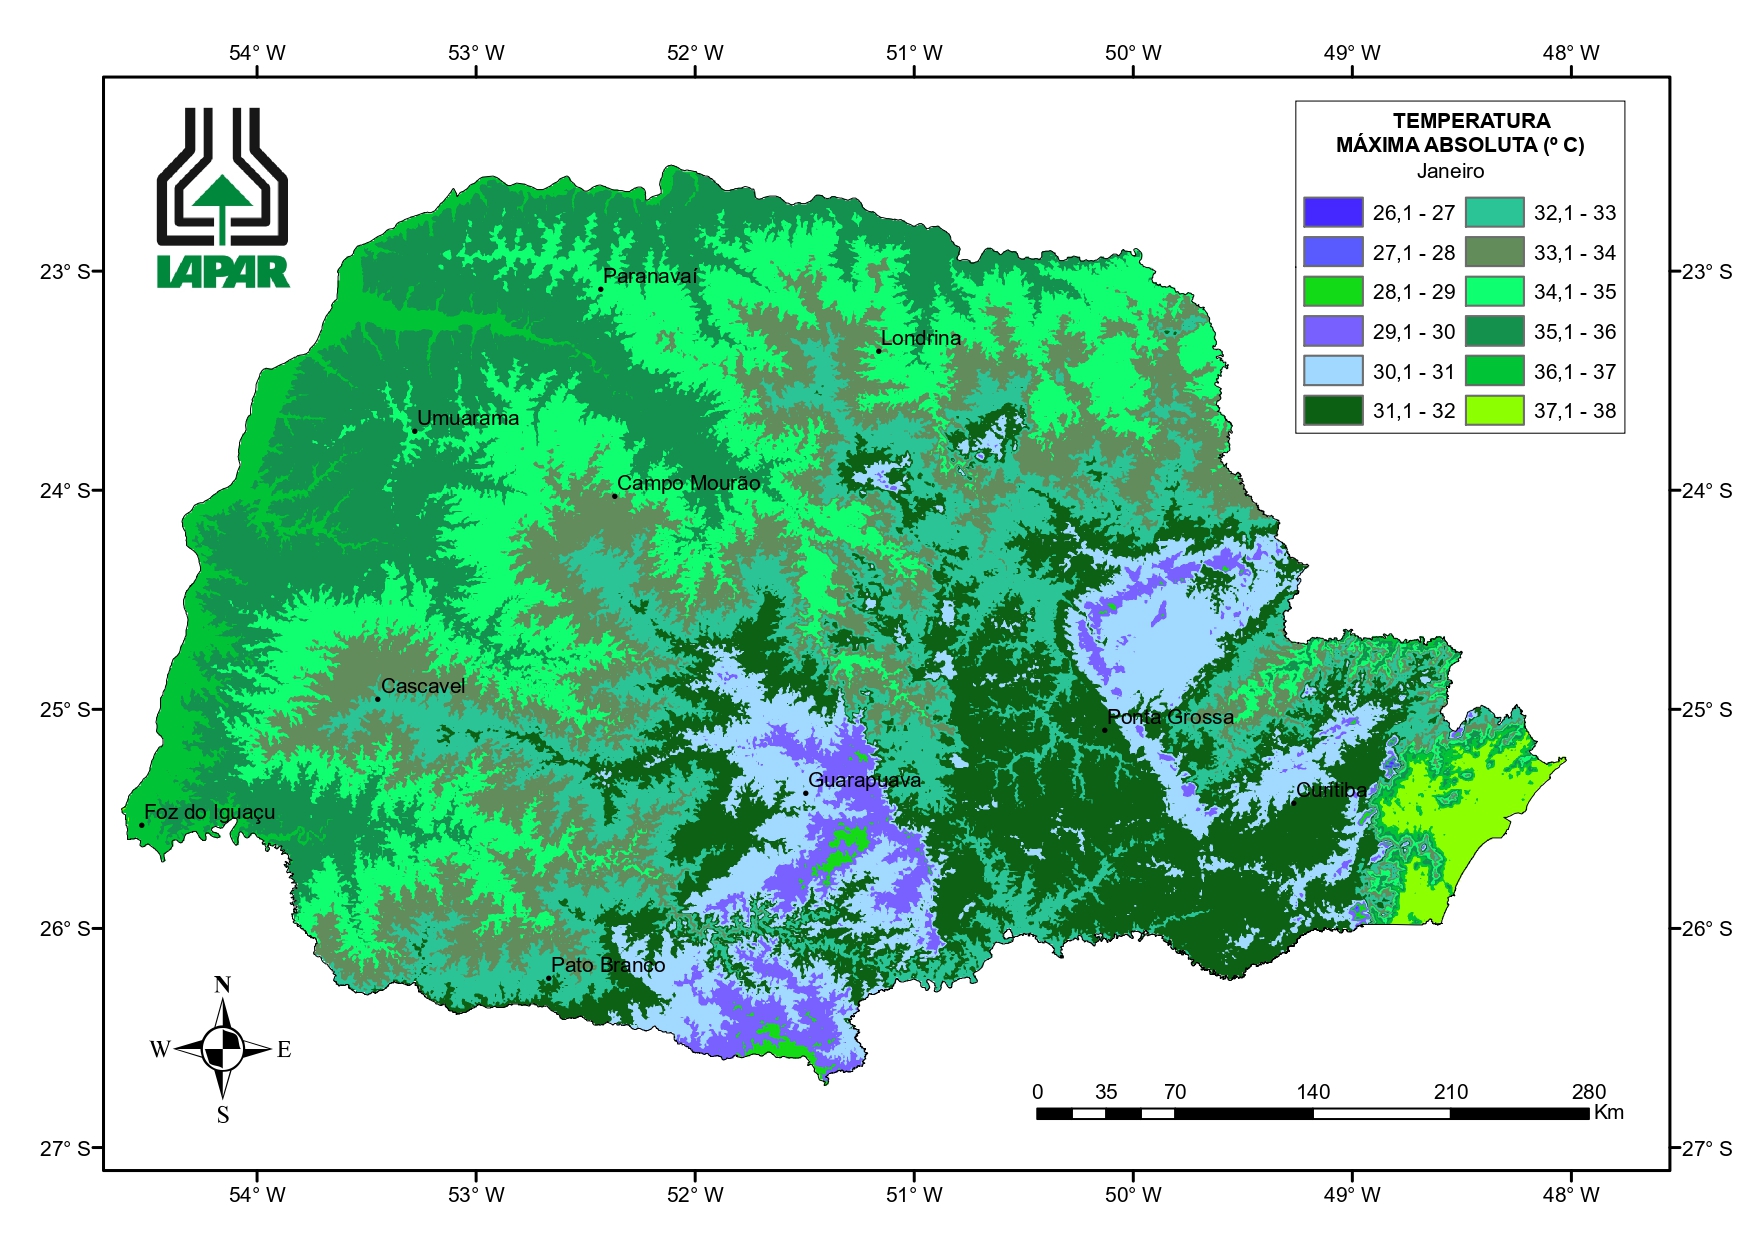 54° W 53° W 52° W 51° W 50° W 49° W 48° W
TEMPERATURA
MÁXIMA ABSOLUTA (º C)
Janeiro
26,1 - 27 32,1 - 33
27,1 - 28 33,1 - 34
28,1 - 29 34,1 - 35
29,1 - 30 35,1 - 36
30,1 - 31 36,1 - 37
31,1 - 32 37,1 - 38
IAPAR
23° S 23° S
Paranavaí
Londrina
Umuarama
Campo Mourão
24° S 24° S
Cascavel
25° S 25° S
Ponta Grossa
Guarapuava
Curitiba
Foz do Iguaçu
26° S 26° S
Pato Branco
N
W E
S
0 35 70 140 210 280
Km
27° S 27° S
54° W 53° W 52° W 51° W 50° W 49° W 48° W